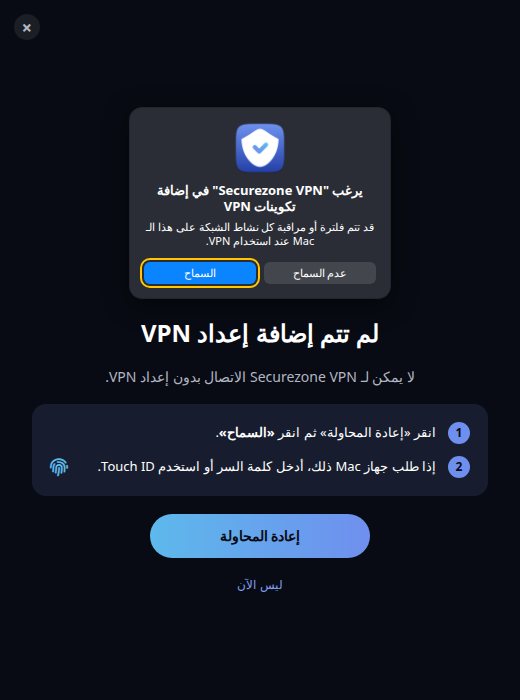 يرغب "Securezone VPN" في إضافة
تكوينات VPN
قد تتم فلترة أو مراقبة كل نشاط الشبكة على هذا الـ
Mac عند استخدام VPN.
عدم السماح
السماح
لم تتم إضافة إعداد VPN
لا يمكن لـ Securezone VPN الاتصال بدون إعداد VPN.
1 انقر «إعادة المحاولة» ثم انقر «السماح».
2 إذا طلب جهاز Mac ذلك، أدخل كلمة السر أو استخدم Touch ID.
إعادة المحاولة
ليس الآن